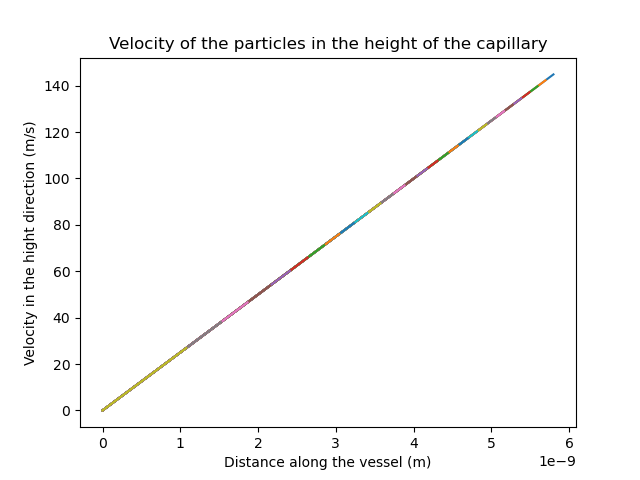 Velocity of the particles in the height of the capillary
Velocity in the hight direction (m/s)
140
120
100
80
60
40
20
0
0 1 2 3 4 5 6
1e−9
Distance along the vessel (m)